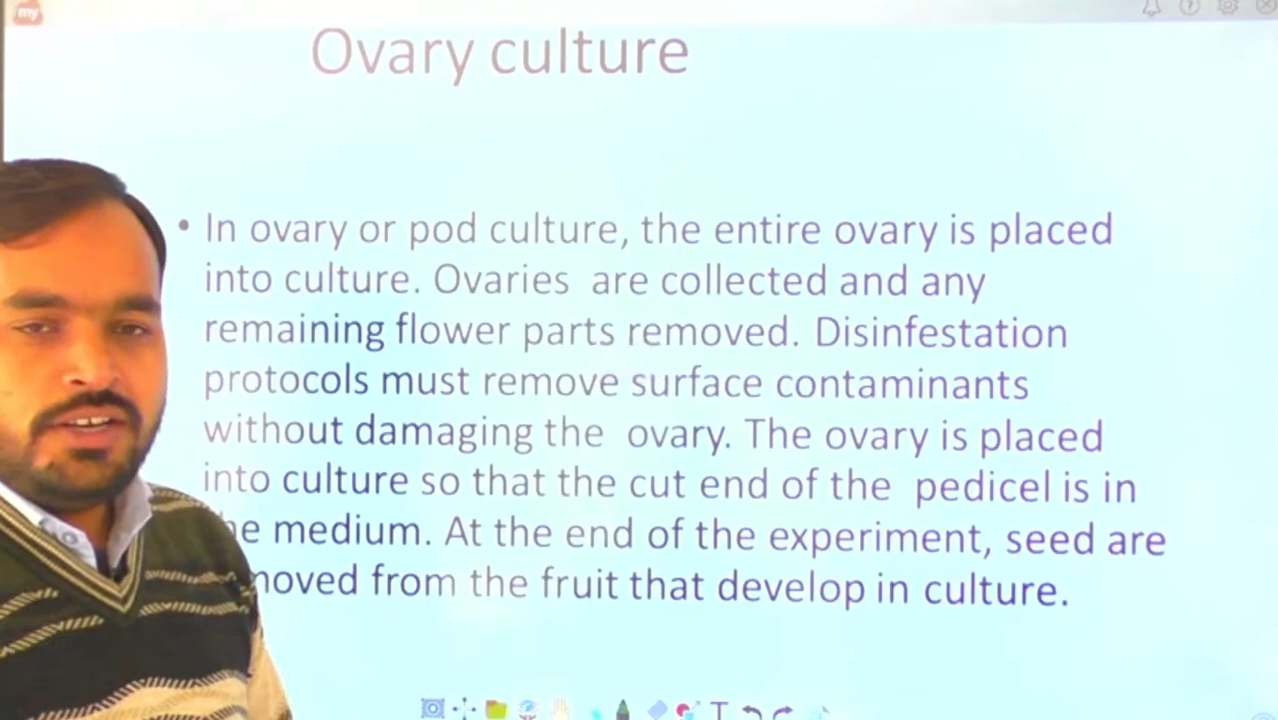 my
Ovary culture
• In ovary or pod culture, the entire ovary is placed
into culture. Ovaries are collected and any
remaining flower parts removed. Disinfestation
protocols must remove surface contaminants
without damaging the ovary. The ovary is placed
into culture so that the cut end of the pedicel is in
medium. At the end of the experiment, seed are
from the fruit that develop in culture.